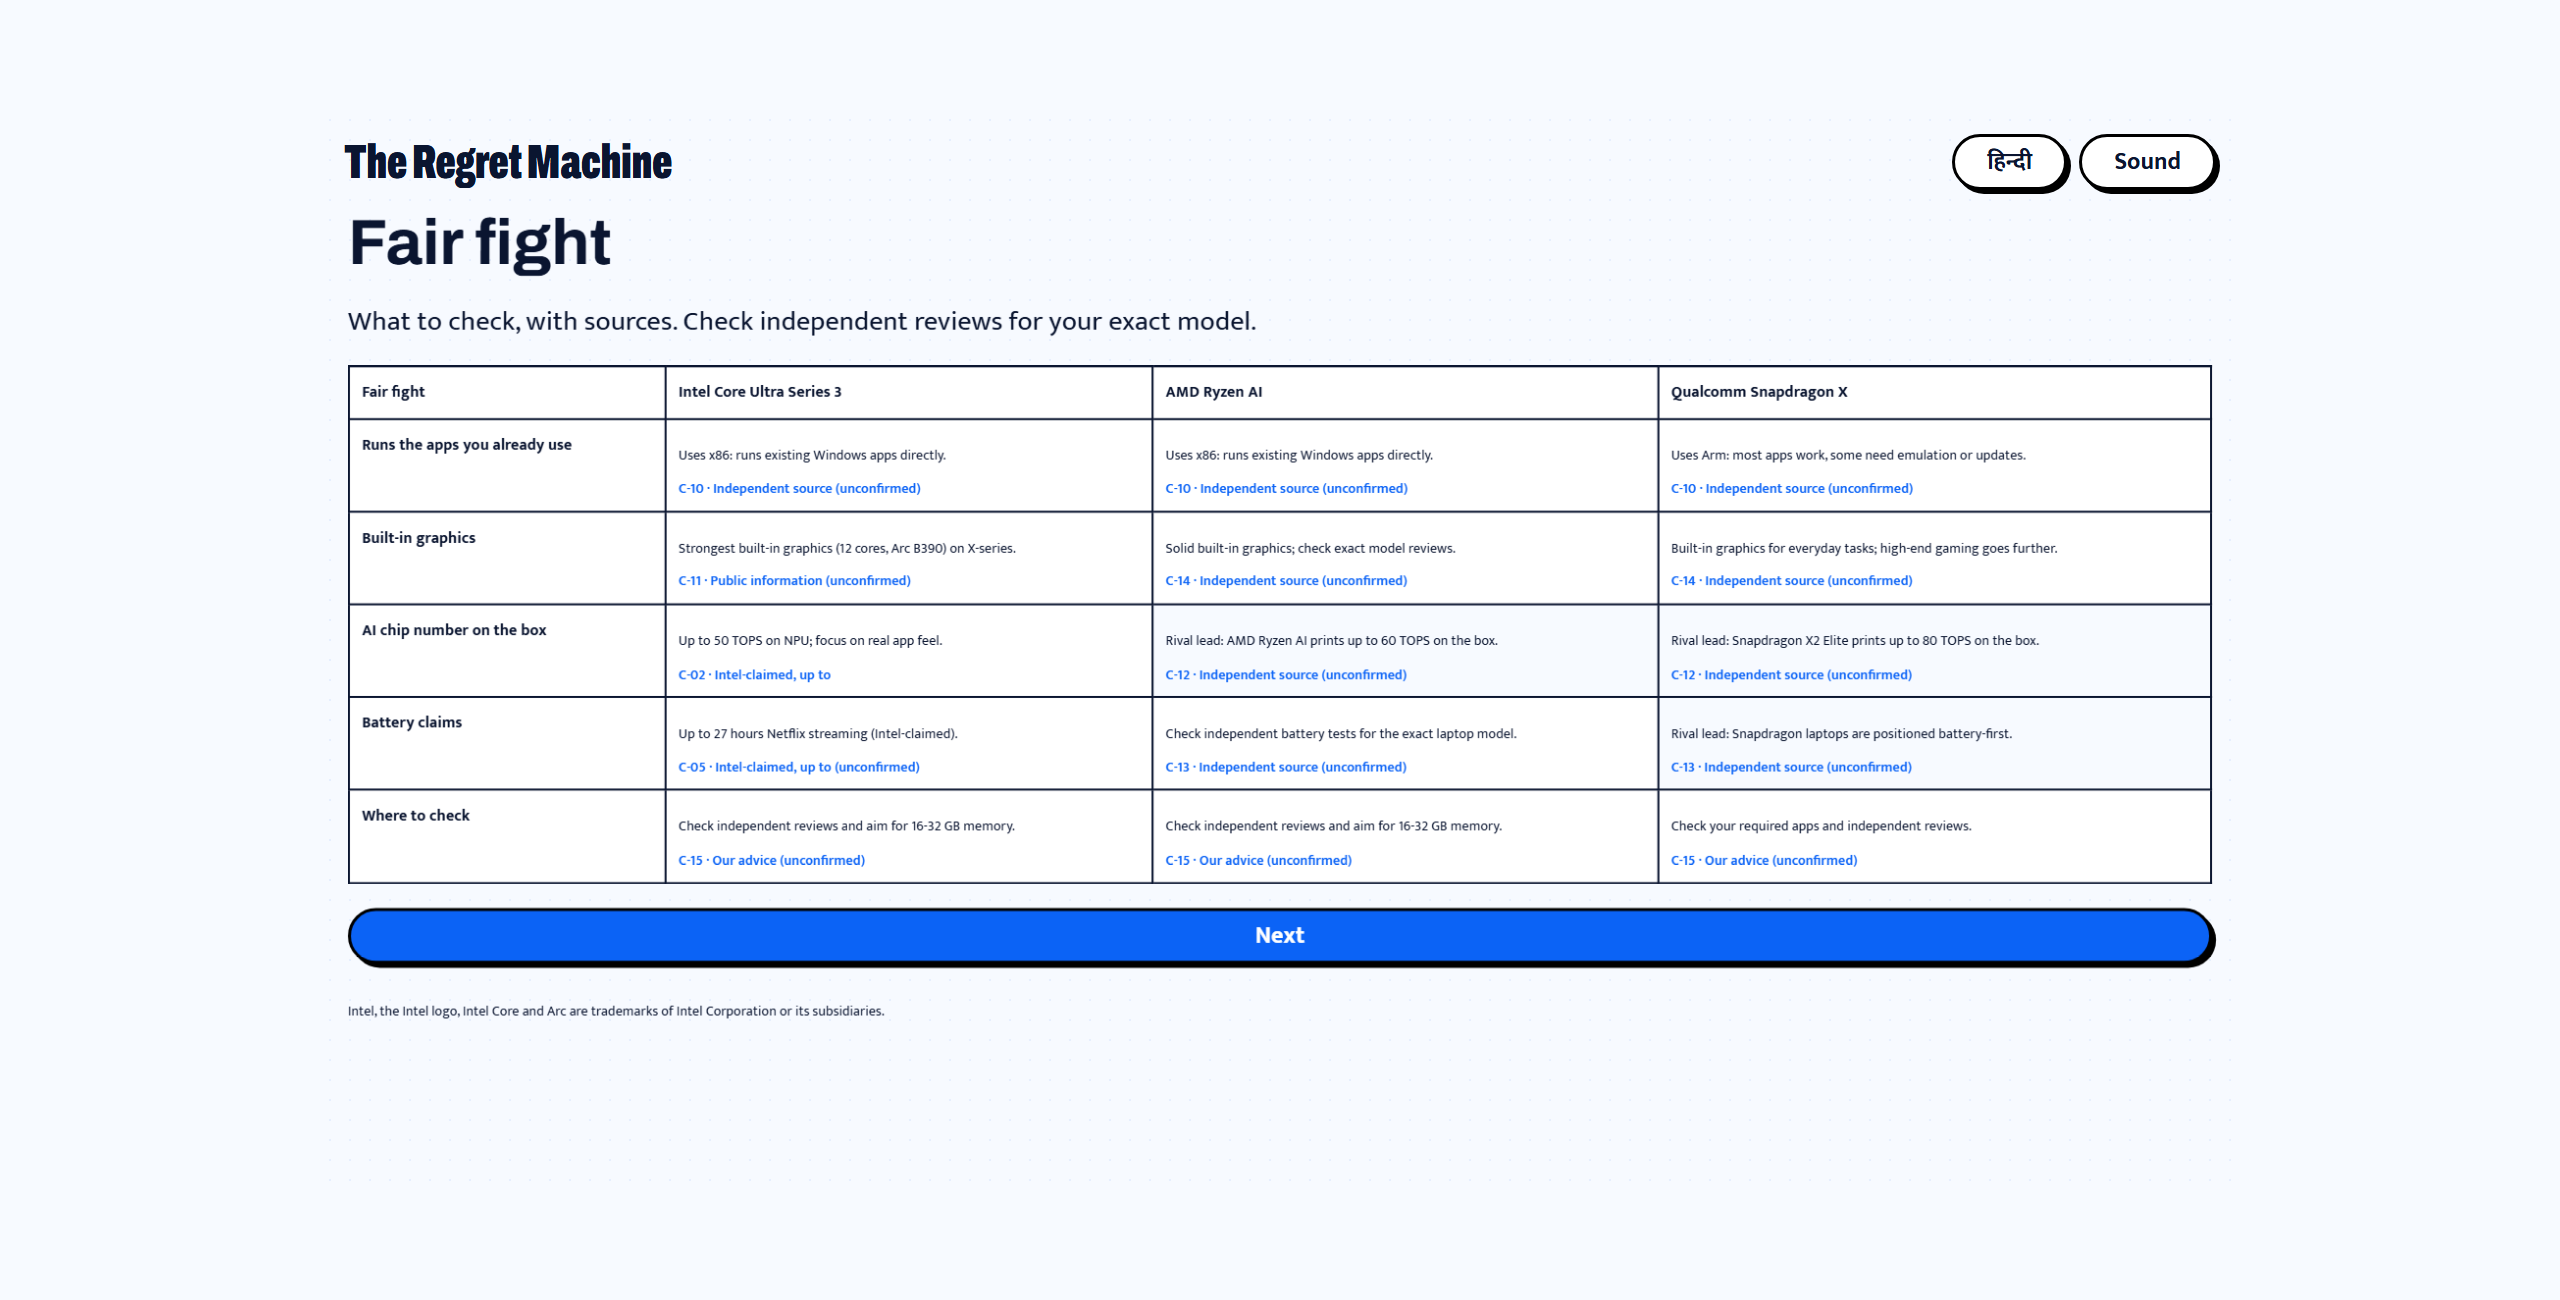 The Regret Machine
हिन्दी
Sound
Fair fight
What to check, with sources. Check independent reviews for your exact model.
Fair fight
Intel Core Ultra Series 3
AMD Ryzen AI
Qualcomm Snapdragon X
Runs the apps you already use
Uses x86: runs existing Windows apps directly.
C-10 · Independent source (unconfirmed)
Uses x86: runs existing Windows apps directly.
C-10 · Independent source (unconfirmed)
Uses Arm: most apps work, some need emulation or updates.
C-10 · Independent source (unconfirmed)
Built-in graphics
Strongest built-in graphics (12 cores, Arc B390) on X-series.
C-11 · Public information (unconfirmed)
Solid built-in graphics; check exact model reviews.
C-14 · Independent source (unconfirmed)
Built-in graphics for everyday tasks; high-end gaming goes further.
C-14 · Independent source (unconfirmed)
AI chip number on the box
Up to 50 TOPS on NPU; focus on real app feel.
C-02 · Intel-claimed, up to
Rival lead: AMD Ryzen AI prints up to 60 TOPS on the box.
C-12 · Independent source (unconfirmed)
Rival lead: Snapdragon X2 Elite prints up to 80 TOPS on the box.
C-12 · Independent source (unconfirmed)
Battery claims
Up to 27 hours Netflix streaming (Intel-claimed).
C-05 · Intel-claimed, up to (unconfirmed)
Check independent battery tests for the exact laptop model.
C-13 · Independent source (unconfirmed)
Rival lead: Snapdragon laptops are positioned battery-first.
C-13 · Independent source (unconfirmed)
Where to check
Check independent reviews and aim for 16-32 GB memory.
C-15 · Our advice (unconfirmed)
Check independent reviews and aim for 16-32 GB memory.
C-15 · Our advice (unconfirmed)
Check your required apps and independent reviews.
C-15 · Our advice (unconfirmed)
Next
Intel, the Intel logo, Intel Core and Arc are trademarks of Intel Corporation or its subsidiaries.